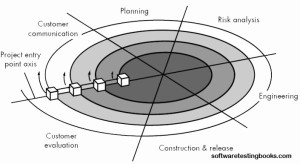 Planning
Customer
communication
Risk analysis
Project entry
point axis
Engineering
Customer
evaluation
Construction & release
softwaretestingbooks.com